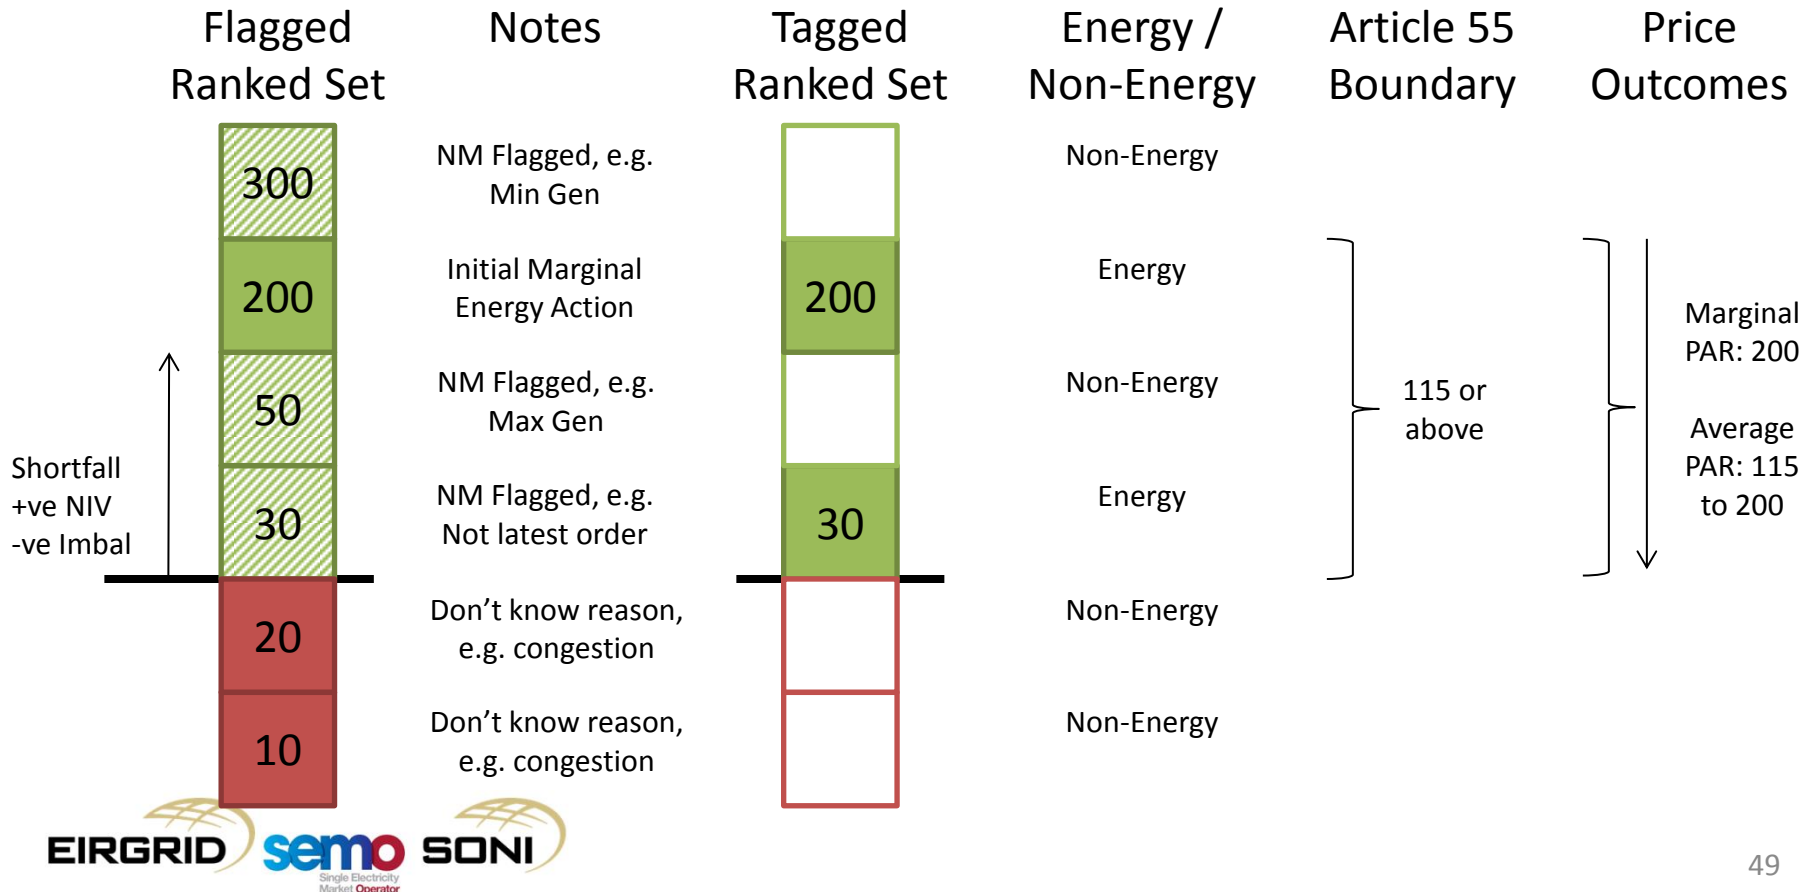 Flagged
Ranked Set
Notes
Tagged
Ranked Set
Energy /
Non-Energy
Article 55
Boundary
Price
Outcomes
300
NM Flagged, e.g.
Min Gen
Non-Energy
200
Initial Marginal
Energy Action
200
Energy
50
NM Flagged, e.g.
Max Gen
Non-Energy
30
NM Flagged, e.g.
Not latest order
30
Energy
115 or
above
Marginal
PAR: 200
Average
PAR: 115
to 200
Shortfall
+ve NIV
-ve Imbal
20
Don’t know reason,
e.g. congestion
Non-Energy
10
Don’t know reason,
e.g. congestion
Non-Energy
EIRGRID
semo
Single Electricity
Market Operator
SONI
49